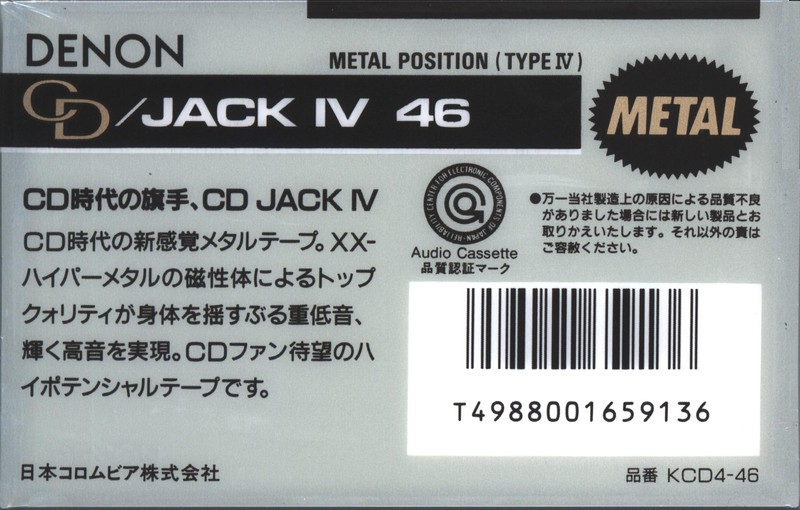 DENON
METAL POSITION (TYPE IV)
CD/JACK IV 46
METAL
CD時代の旗手、CD JACK IV
CD時代の新感覚メタルテープ。XX-
ハイパーメタルの磁性体によるトップ
クォリティが身体を揺すぶる重低音、
輝く高音を実現。CDファン待望のハ
イポテンシャルテープです。
日本コロムビア株式会社
RELIABILITY CENTER FOR ELECTRONIC COMPONENTS OF JAPAN
Audio Cassette
品質認証マーク
●万一当社製造上の原因による品質不良
がありました場合には新しい製品とお
取りかえいたします。それ以外の責は
ご容赦ください。
T4988001659136
品番 KCD4-46